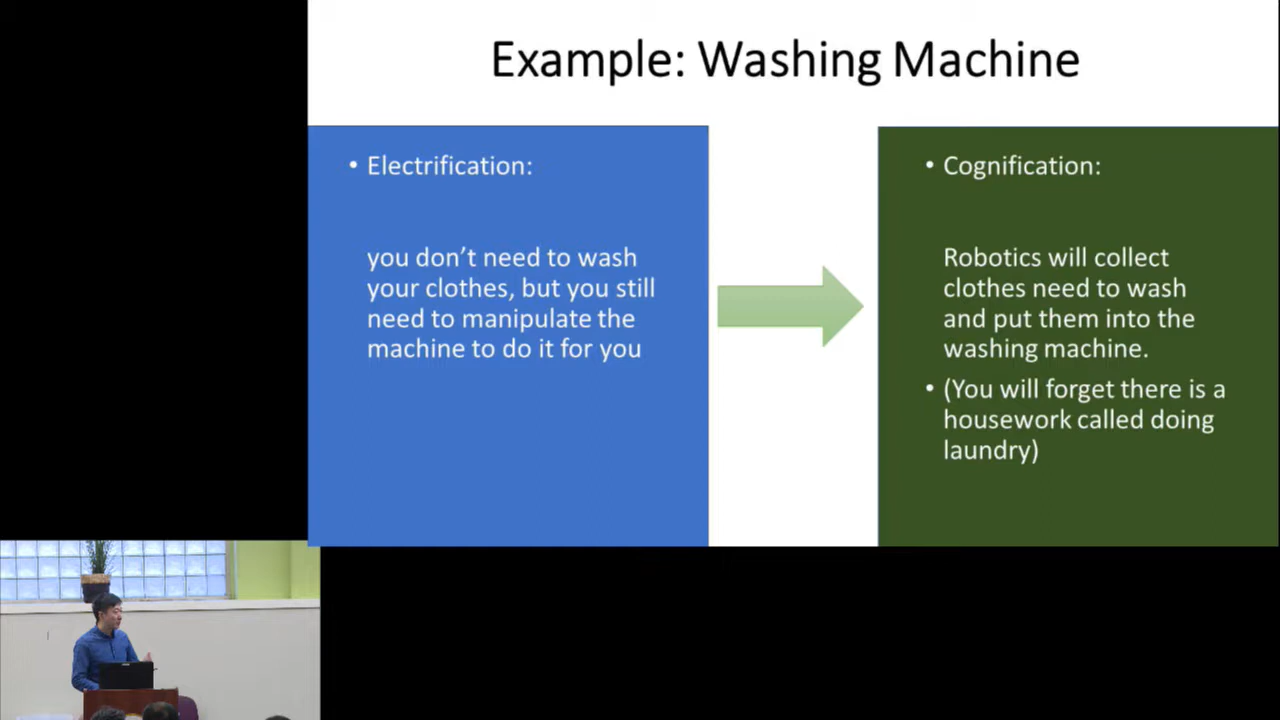 Example: Washing Machine
• Electrification:
you don’t need to wash
your clothes, but you still
need to manipulate the
machine to do it for you
• Cognification:
Robotics will collect
clothes need to wash
and put them into the
washing machine.
• (You will forget there is a
housework called doing
laundry)